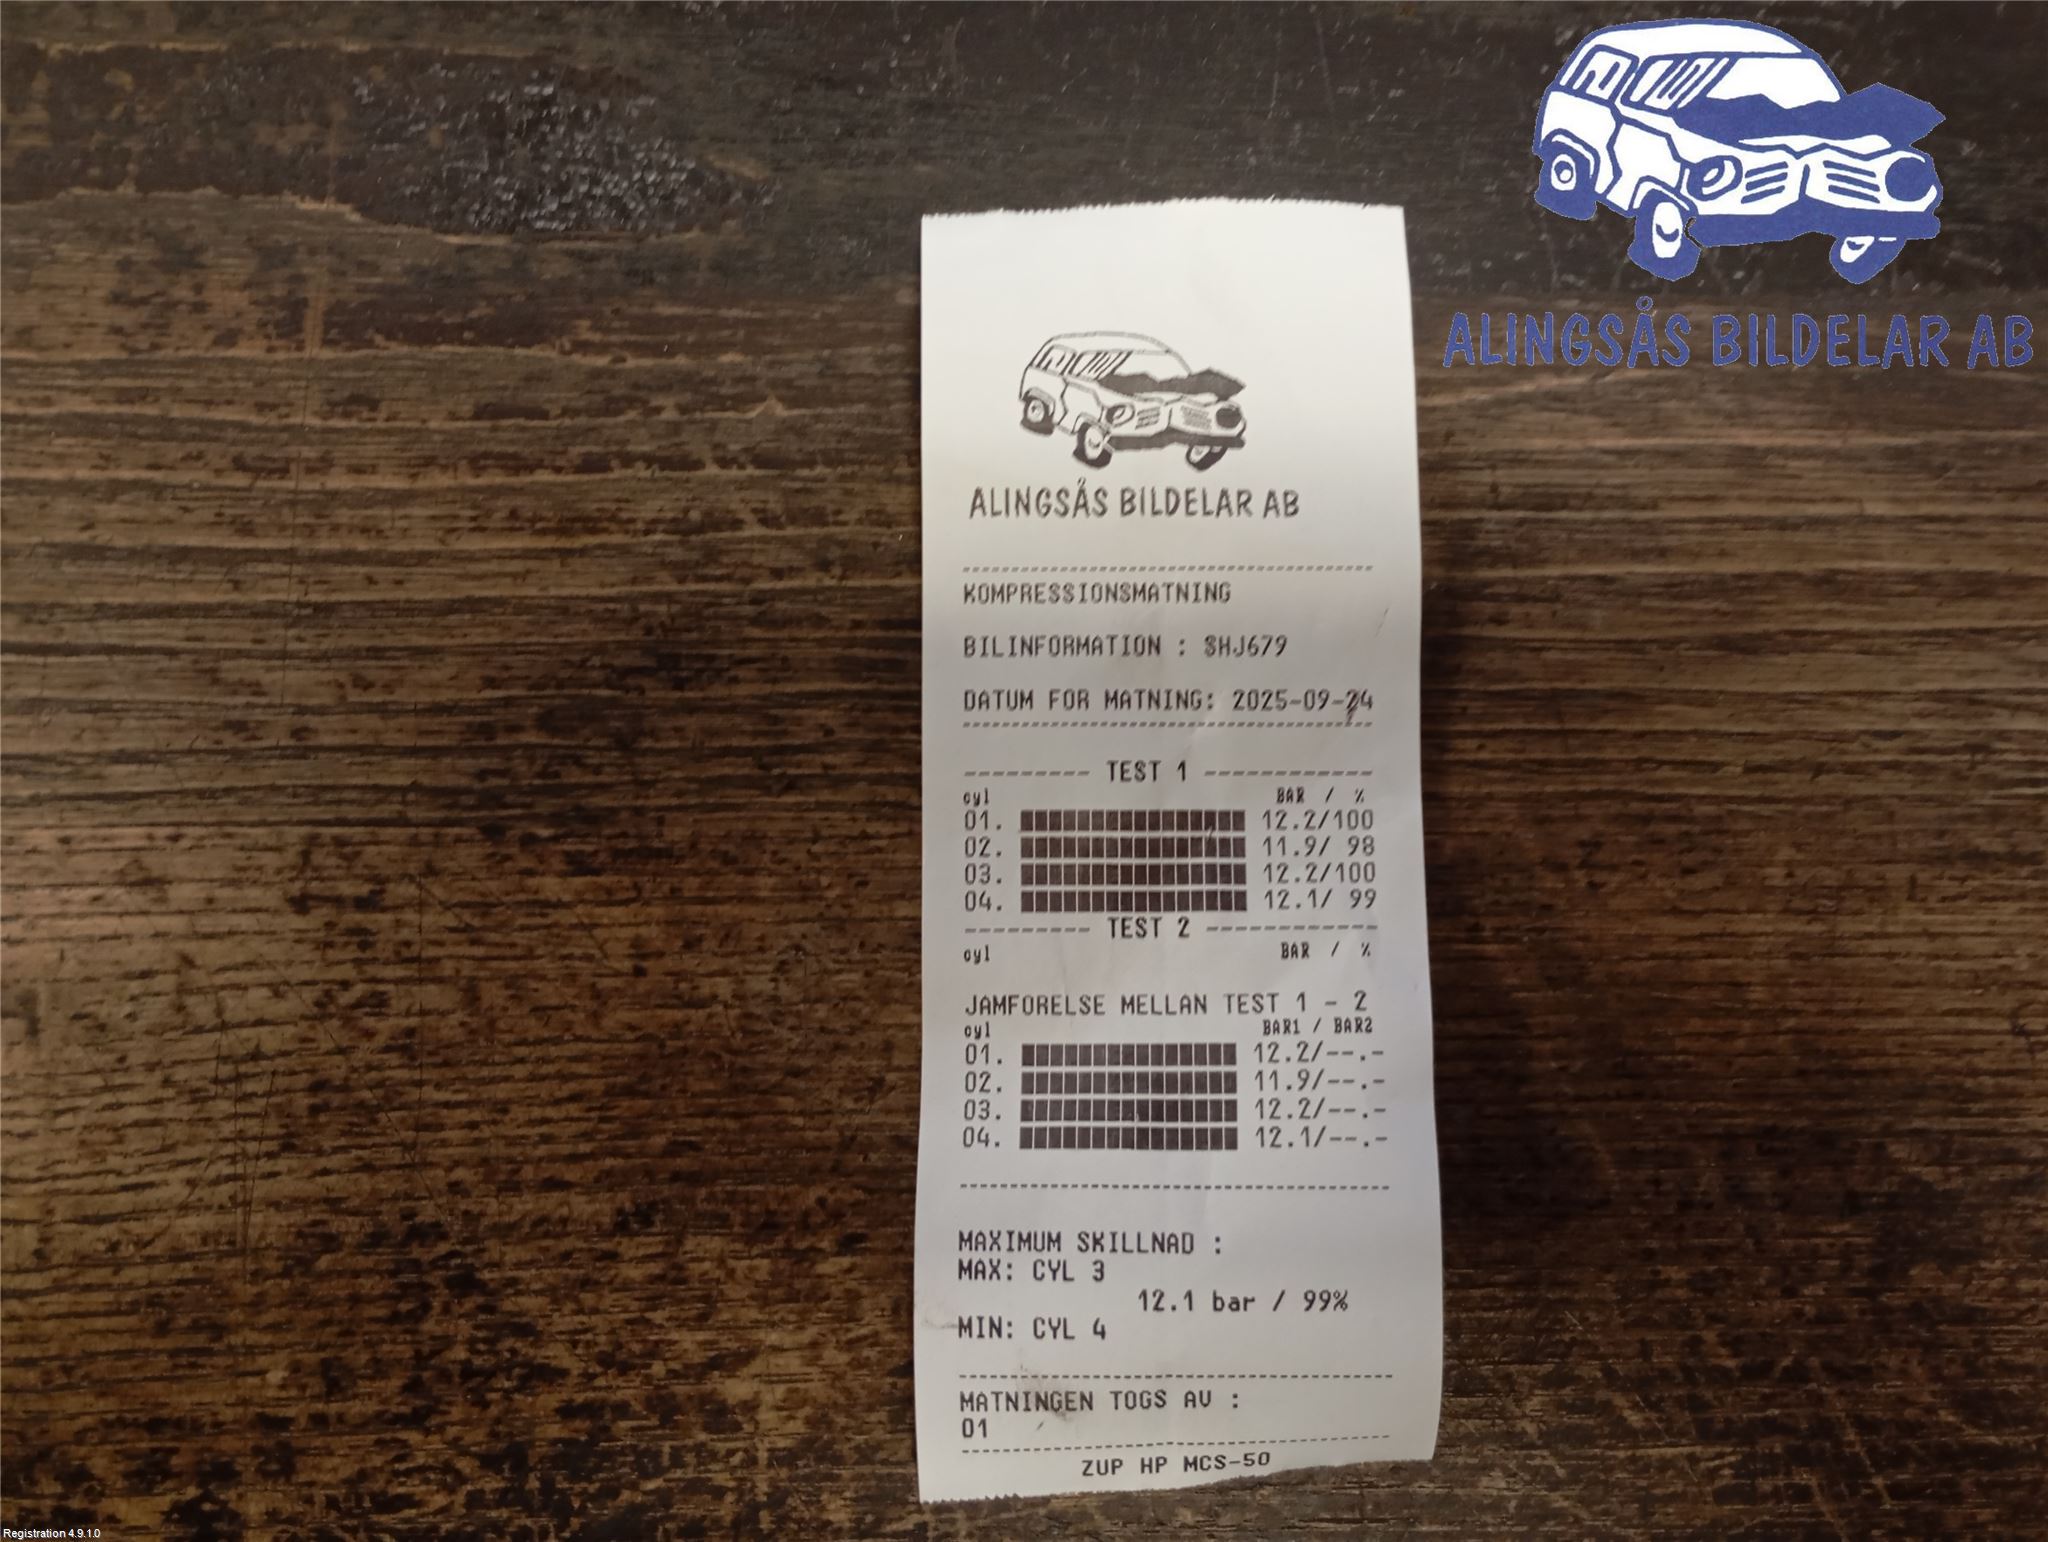 ALINGSÅS BILDELAR AB
ALINGSÅS BILDELAR AB
KOMPRESSIONSMATNING
BILINFORMATION : SHJ679
DATUM FOR MATNING: 2025-09-24
--------- TEST 1 ------------
cyl BAR / %
01. 12.2/100
02. 11.9/ 98
03. 12.2/100
04. 12.1/ 99
--------- TEST 2 ------------
cyl BAR / %
JAMFORELSE MELLAN TEST 1 - 2
cyl BAR1 / BAR2
01. 12.2/--.-
02. 11.9/--.-
03. 12.2/--.-
04. 12.1/--.-
MAXIMUM SKILLNAD :
MAX: CYL 3
12.1 bar / 99%
MIN: CYL 4
MATNINGEN TOGS AV :
01
ZUP HP MCS-50
Registration 4.9.1.0